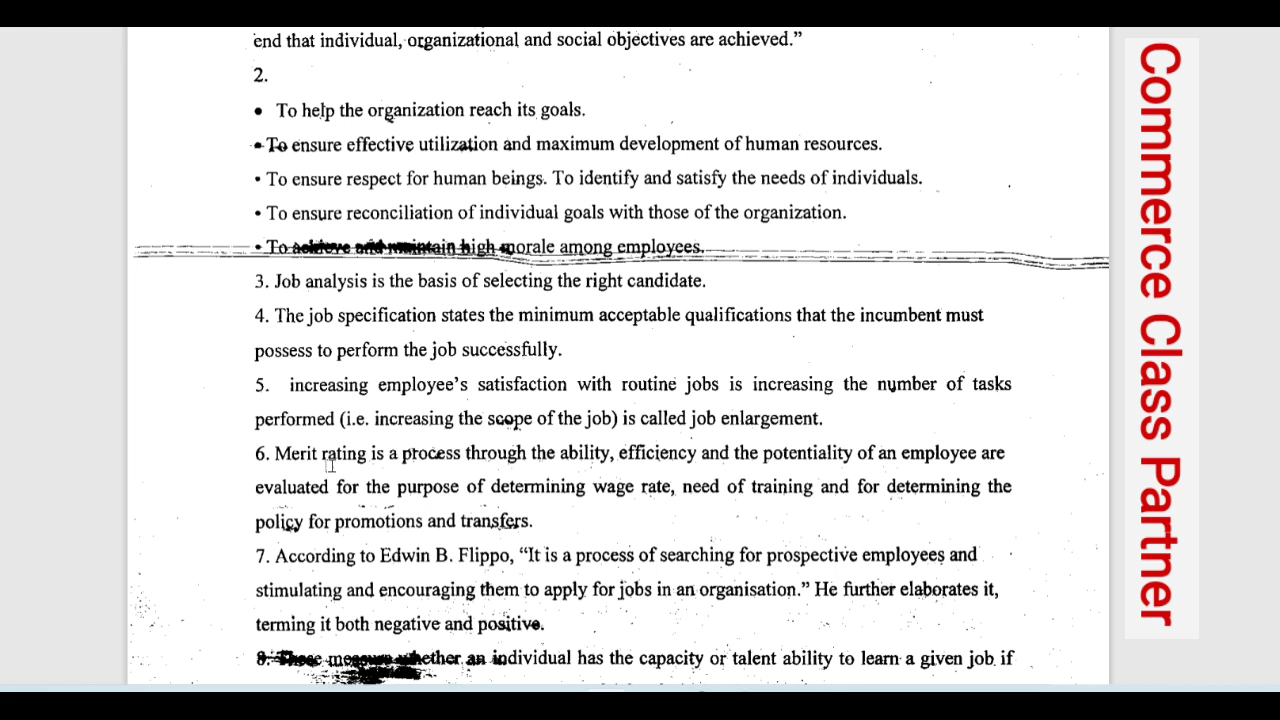 end that individual, organizational and social objectives are achieved.”
2.
• To help the organization reach its goals.
• To ensure effective utilization and maximum development of human resources.
• To ensure respect for human beings. To identify and satisfy the needs of individuals.
• To ensure reconciliation of individual goals with those of the organization.
• To achieve and maintain high morale among employees.
3. Job analysis is the basis of selecting the right candidate.
4. The job specification states the minimum acceptable qualifications that the incumbent must
possess to perform the job successfully.
5. increasing employee’s satisfaction with routine jobs is increasing the number of tasks
performed (i.e. increasing the scope of the job) is called job enlargement.
6. Merit rating is a process through the ability, efficiency and the potentiality of an employee are
evaluated for the purpose of determining wage rate, need of training and for determining the
policy for promotions and transfers.
7. According to Edwin B. Flippo, “It is a process of searching for prospective employees and
stimulating and encouraging them to apply for jobs in an organisation.” He further elaborates it,
terming it both negative and positive.
8. These measure whether an individual has the capacity or talent ability to learn a given job if
Commerce Class Partner